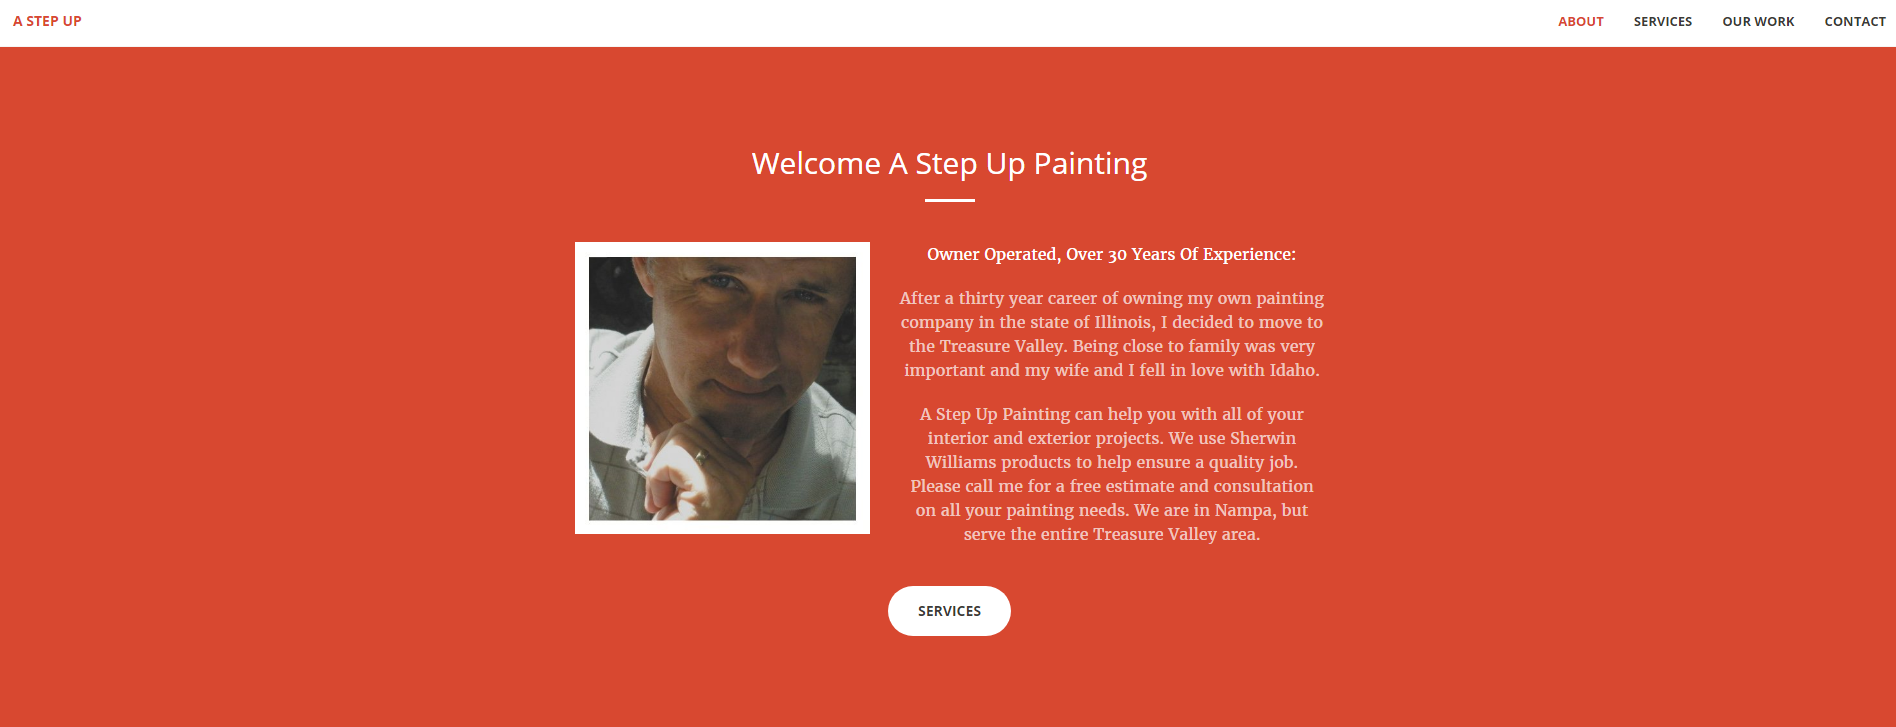 A STEP UP
ABOUT
SERVICES
OUR WORK
CONTACT
Welcome A Step Up Painting
Owner Operated, Over 30 Years Of Experience:
After a thirty year career of owning my own painting
company in the state of Illinois, I decided to move to
the Treasure Valley. Being close to family was very
important and my wife and I fell in love with Idaho.
A Step Up Painting can help you with all of your
interior and exterior projects. We use Sherwin
Williams products to help ensure a quality job.
Please call me for a free estimate and consultation
on all your painting needs. We are in Nampa, but
serve the entire Treasure Valley area.
SERVICES